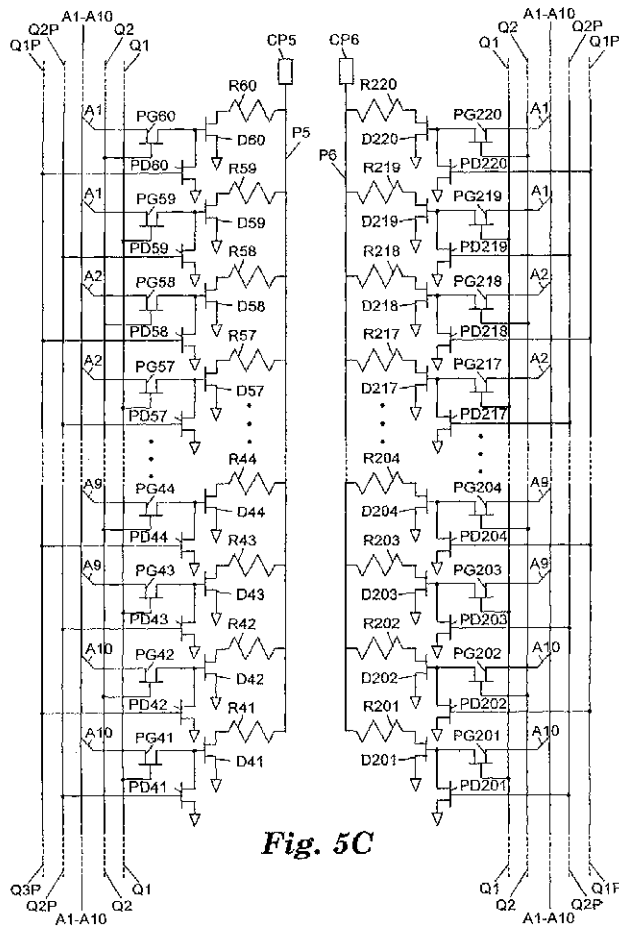 A1-A10
Q2P Q2
Q1P Q1
CP5 CP6
A1-A10
Q2 Q2P
Q1 Q1P
R60 R220
A1 PG60 PG220 A1
D60 P5 D220
PD60 R59 P6 R219 PD220
A1 PG59 PG219 A1
D59 D219
PD59 R58 R218 PD219
A2 PG58 PG218 A2
D58 D218
PD58 R57 R217 PD218
A2 PG57 PG217 A2
D57 D217
PD57 PD217
R44 R204
A9 PG44 PG204 A9
D44 D204
PD44 R43 R203 PD204
A9 PG43 PG203 A9
D43 D203
PD43 R42 R202 PD203
A10 PG42 PG202 A10
D42 D202
PD42 R41 R201 PD202
A10 PG41 PG201 A10
D41 D201
PD41 PD201
Fig. 5C
Q3P Q1 Q1 Q1P
Q2P Q2 Q2 Q2P
A1-A10 A1-A10